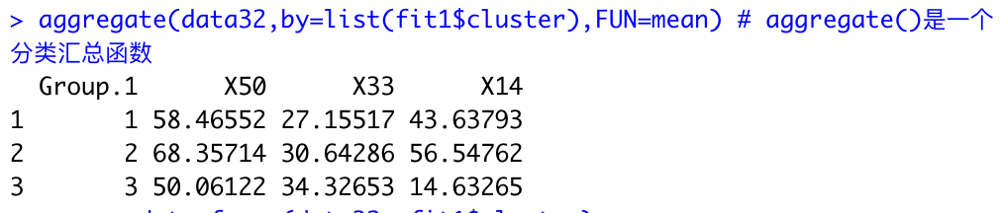 > aggregate(data32,by=list(fit1$cluster),FUN=mean) # aggregate()是一个
分类汇总函数
  Group.1      X50      X33      X14
1       1 58.46552 27.15517 43.63793
2       2 68.35714 30.64286 56.54762
3       3 50.06122 34.32653 14.63265